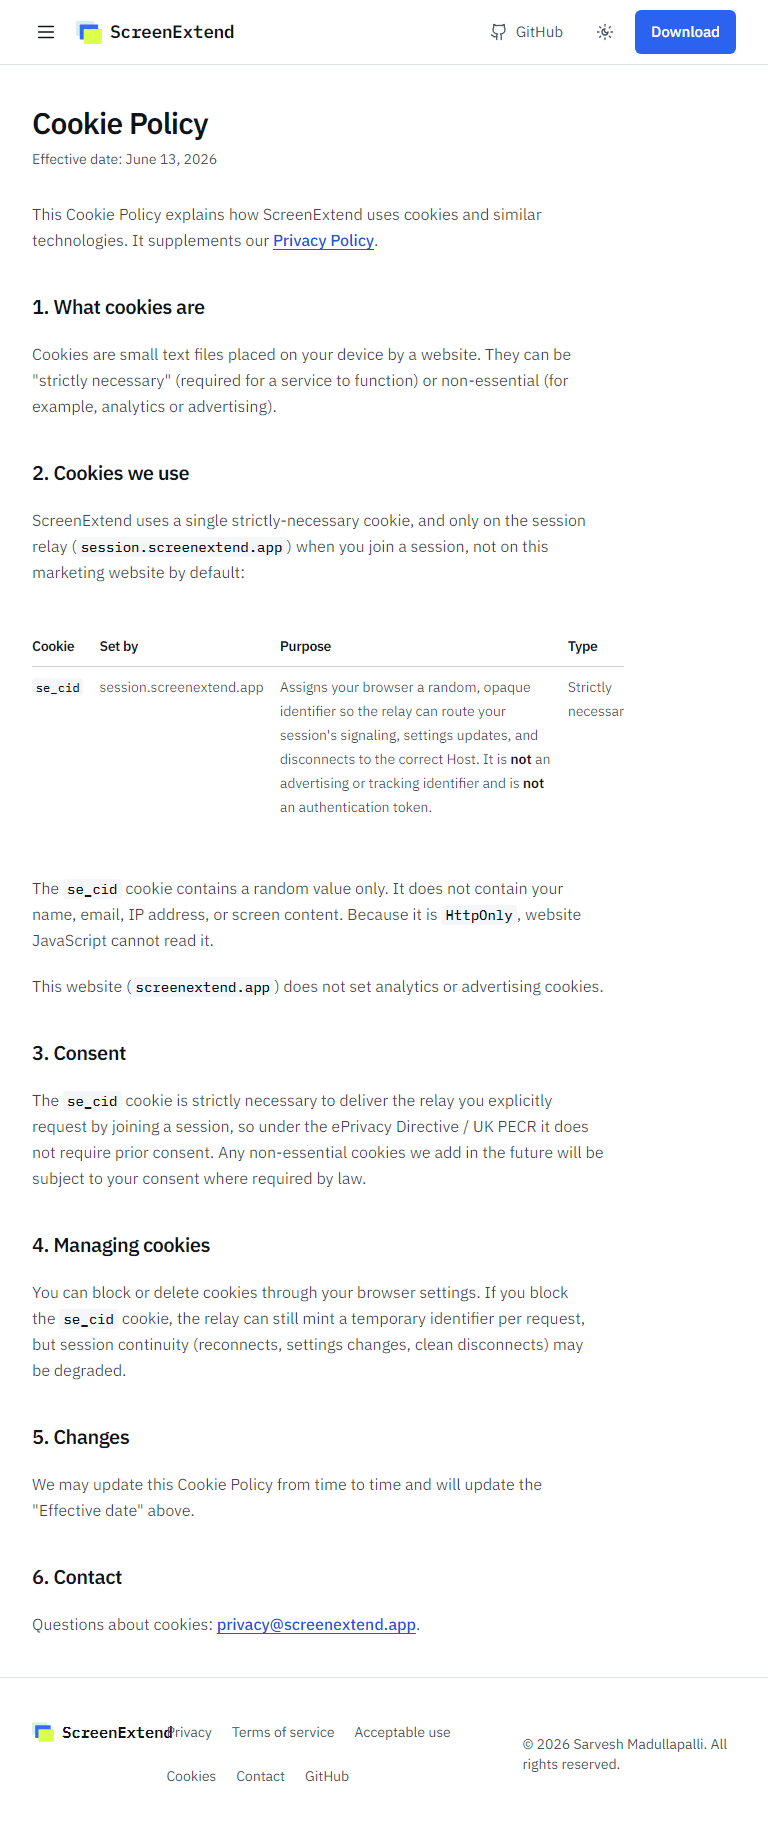 ScreenExtend
GitHub
Download
Cookie Policy
Effective date: June 13, 2026
This Cookie Policy explains how ScreenExtend uses cookies and similar
technologies. It supplements our Privacy Policy.
1. What cookies are
Cookies are small text files placed on your device by a website. They can be
"strictly necessary" (required for a service to function) or non-essential (for
example, analytics or advertising).
2. Cookies we use
ScreenExtend uses a single strictly-necessary cookie, and only on the session
relay (session.screenextend.app) when you join a session, not on this
marketing website by default:
Cookie Set by Purpose Type
se_cid session.screenextend.app Assigns your browser a random, opaque Strictly
identifier so the relay can route your necessar
session's signaling, settings updates, and
disconnects to the correct Host. It is not an
advertising or tracking identifier and is not
an authentication token.
The se_cid cookie contains a random value only. It does not contain your
name, email, IP address, or screen content. Because it is HttpOnly, website
JavaScript cannot read it.
This website (screenextend.app) does not set analytics or advertising cookies.
3. Consent
The se_cid cookie is strictly necessary to deliver the relay you explicitly
request by joining a session, so under the ePrivacy Directive / UK PECR it does
not require prior consent. Any non-essential cookies we add in the future will be
subject to your consent where required by law.
4. Managing cookies
You can block or delete cookies through your browser settings. If you block
the se_cid cookie, the relay can still mint a temporary identifier per request,
but session continuity (reconnects, settings changes, clean disconnects) may
be degraded.
5. Changes
We may update this Cookie Policy from time to time and will update the
"Effective date" above.
6. Contact
Questions about cookies: privacy@screenextend.app.
ScreenExtend
Privacy Terms of service Acceptable use
Cookies Contact GitHub
© 2026 Sarvesh Madullapalli. All
rights reserved.